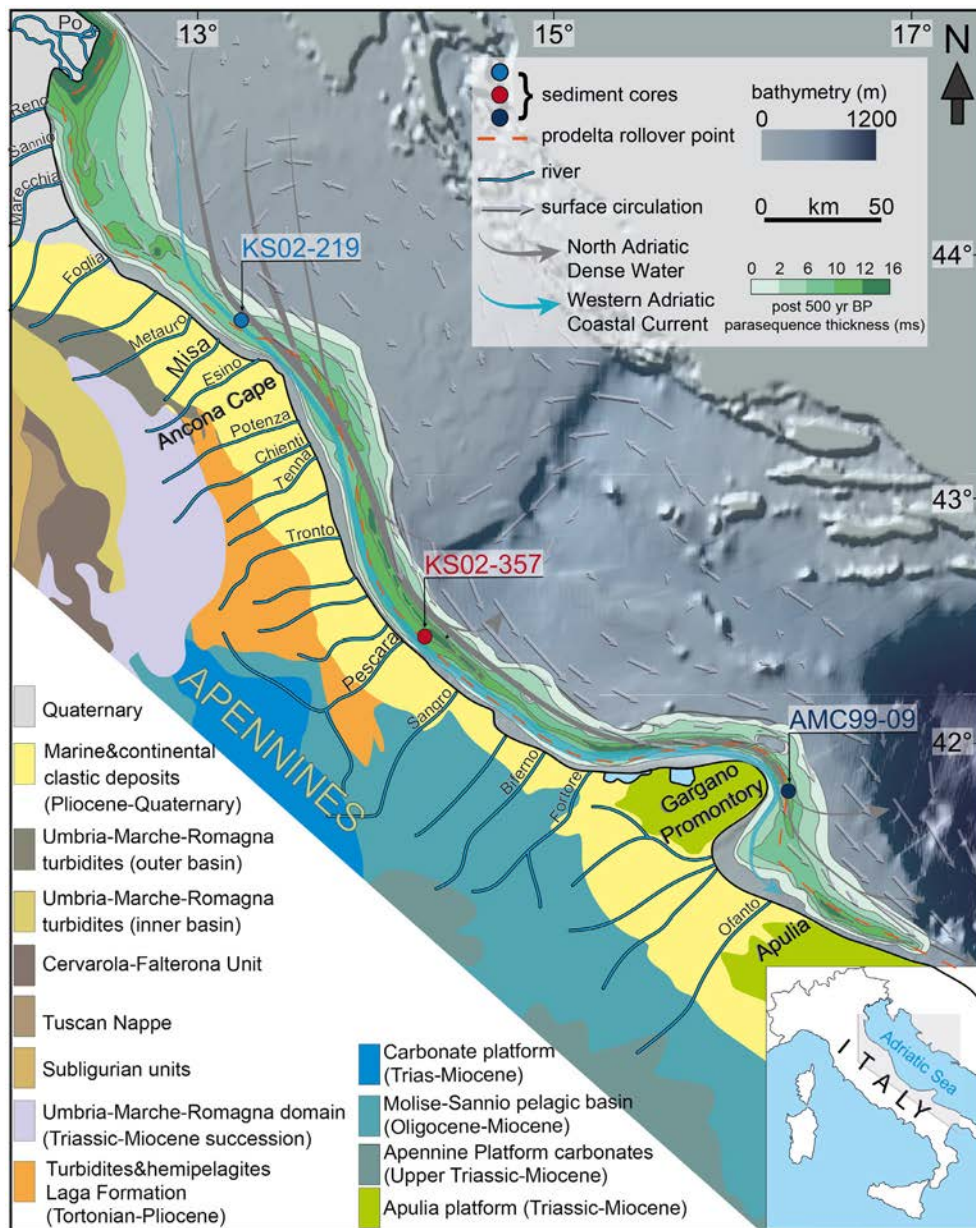 Po
13°
15°
17°
N
sediment cores
prodelta rollover point
river
surface circulation
North Adriatic
Dense Water
Western Adriatic
Coastal Current
bathymetry (m)
0 1200
0 km 50
0 2 6 10 12 16
post 500 yr BP
parasequence thickness (ms)
Reno
Sannio
Marecchia
KS02-219
44°
Foglia
Metauro
Misa
Esino
Ancona Cape
Potenza
Chienti
Tenna
43°
Tronto
KS02-357
Pescara
APENNINES
Sangro
AMC99-09
42°
Biferno
Fortore
Gargano
Promontory
Ofanto
Apulia
Quaternary
Marine&continental
clastic deposits
(Pliocene-Quaternary)
Umbria-Marche-Romagna
turbidites (outer basin)
Umbria-Marche-Romagna
turbidites (inner basin)
Cervarola-Falterona Unit
Tuscan Nappe
Subligurian units
Umbria-Marche-Romagna domain
(Triassic-Miocene succession)
Turbidites&hemipelagites
Laga Formation
(Tortonian-Pliocene)
Carbonate platform
(Trias-Miocene)
Molise-Sannio pelagic basin
(Oligocene-Miocene)
Apennine Platform carbonates
(Upper Triassic-Miocene)
Apulia platform (Triassic-Miocene)
Adriatic Sea
ITALY